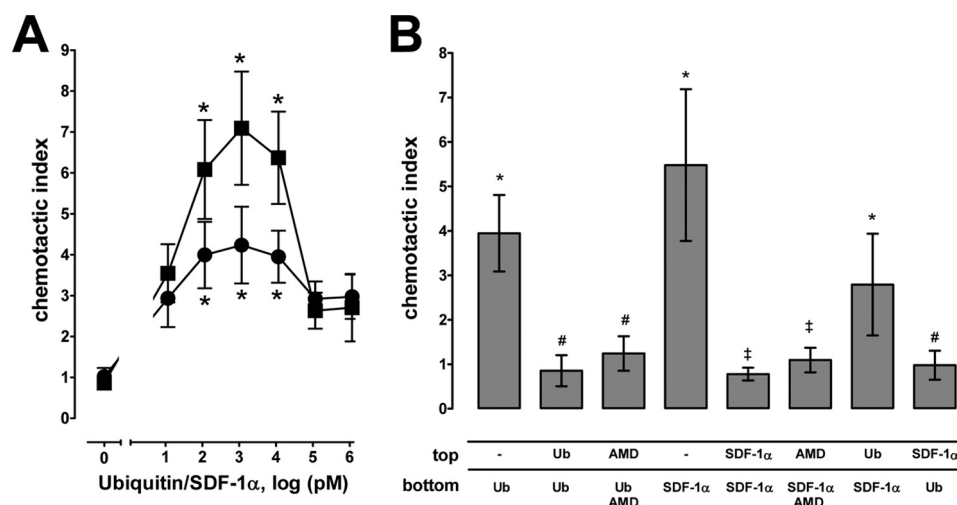 A
B
chemotactic index
9
8
7
6
5
4
3
2
1
0
* * *
* * *
0 1 2 3 4 5 6
Ubiquitin/SDF-1α, log (pM)
chemotactic index
8
7
6
5
4
3
2
1
0
* # # * ‡ ‡ * #
top - Ub AMD - SDF-1α AMD Ub SDF-1α
bottom Ub Ub Ub SDF-1α SDF-1α SDF-1α SDF-1α Ub
AMD AMD